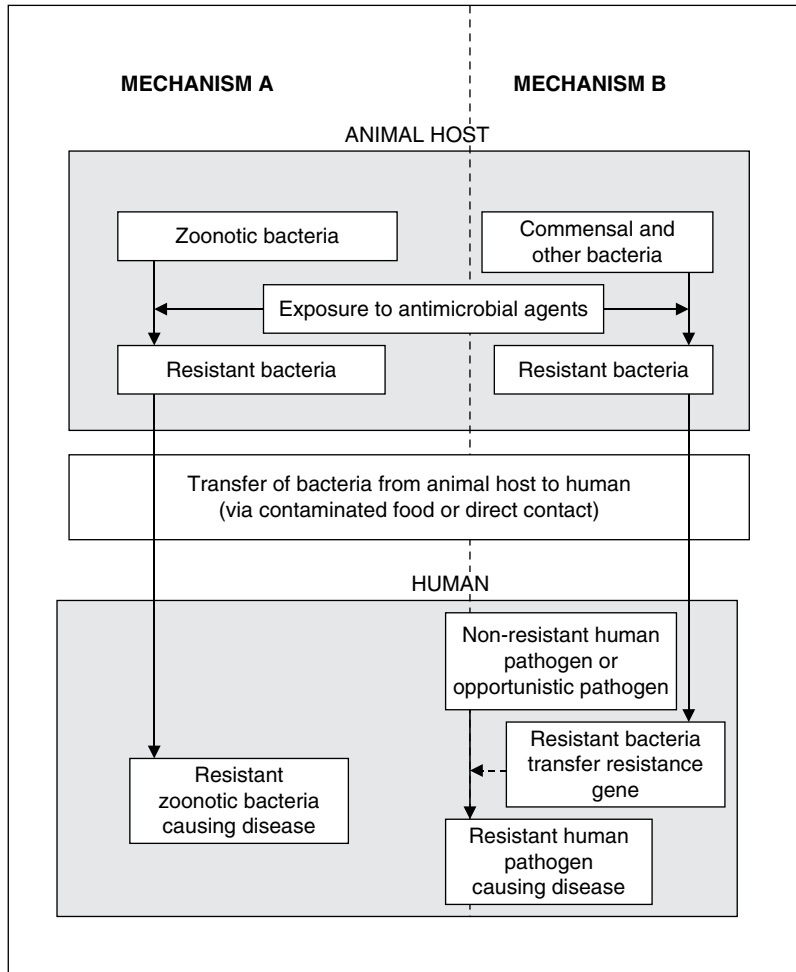 MECHANISM A
MECHANISM B
ANIMAL HOST
Zoonotic bacteria
Commensal and
other bacteria
Exposure to antimicrobial agents
Resistant bacteria
Resistant bacteria
Transfer of bacteria from animal host to human
(via contaminated food or direct contact)
HUMAN
Non-resistant human
pathogen or
opportunistic pathogen
Resistant bacteria
transfer resistance
gene
Resistant
zoonotic bacteria
causing disease
Resistant human
pathogen
causing disease